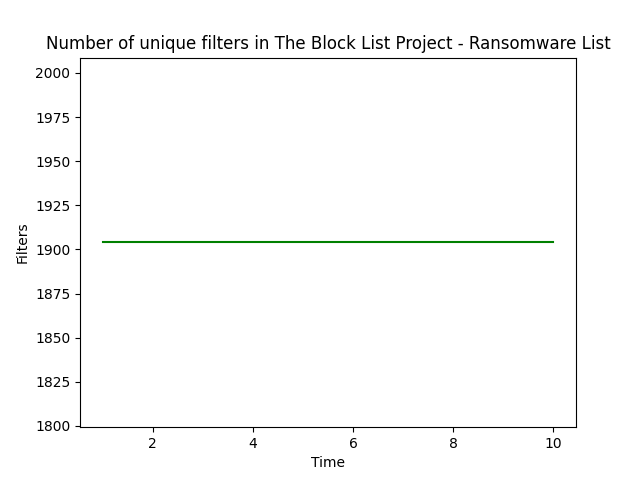 Number of unique filters in The Block List Project - Ransomware List
2000
1975
1950
1925
1900
1875
1850
1825
1800
Filters
2 4 6 8 10
Time